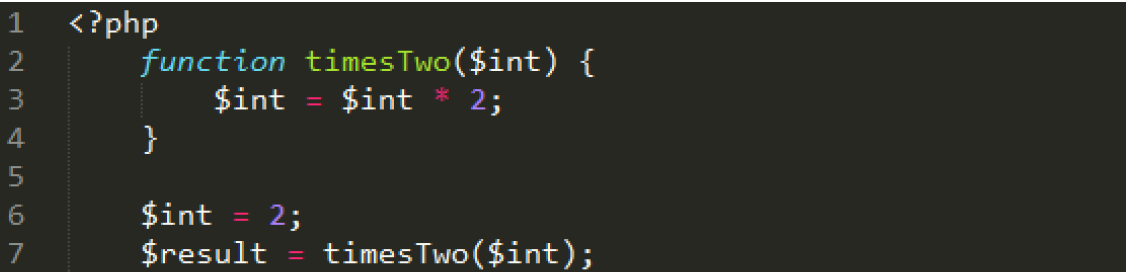 1 <?php
2 function timesTwo($int) {
3 $int = $int * 2;
4 }
5
6 $int = 2;
7 $result = timesTwo($int);